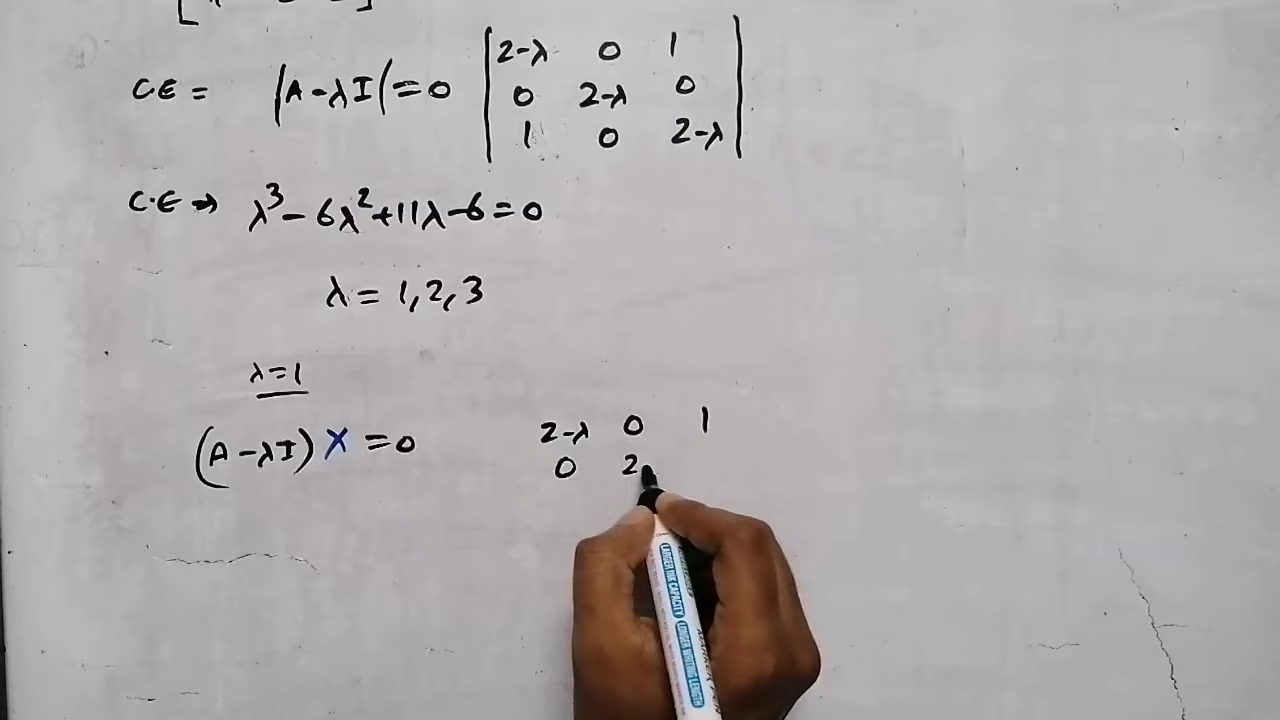 CE = |A-λI|=0 |2-λ 0 1
0 2-λ 0
1 0 2-λ|
C.E → λ³-6λ²+11λ-6=0
λ = 1,2,3
λ=1
(A-λI) X =0
2-λ 0 1
0 2